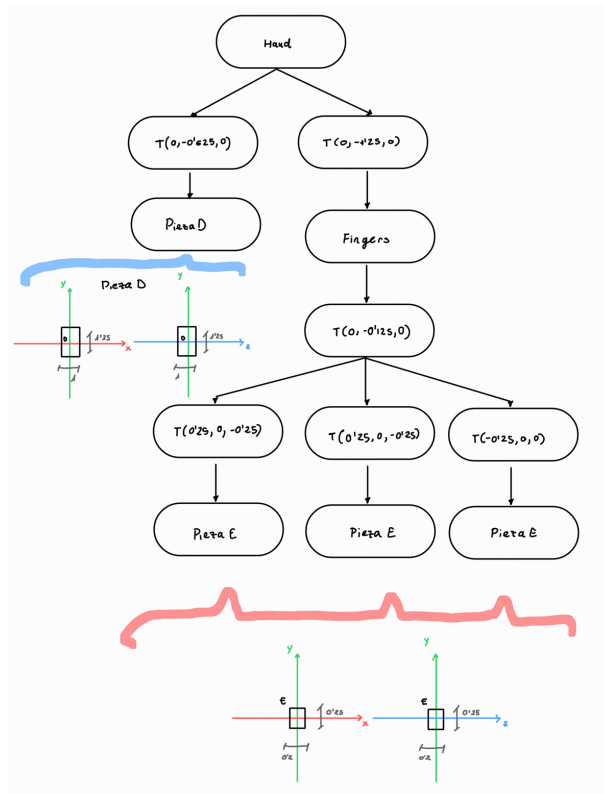 Hand
T(0,-0'625,0)
T(0,-1'25,0)
Pieza D
Fingers
Pieza D
y
y
D
1'25
x
1
D
1'25
z
1
T(0,-0'125,0)
T(0'25,0,-0'25)
T(0'25,0,-0'25)
T(-0'25,0,0)
Pieza E
Pieza E
Pieza E
y
y
E
0'25
x
0'2
E
0'25
z
0'2